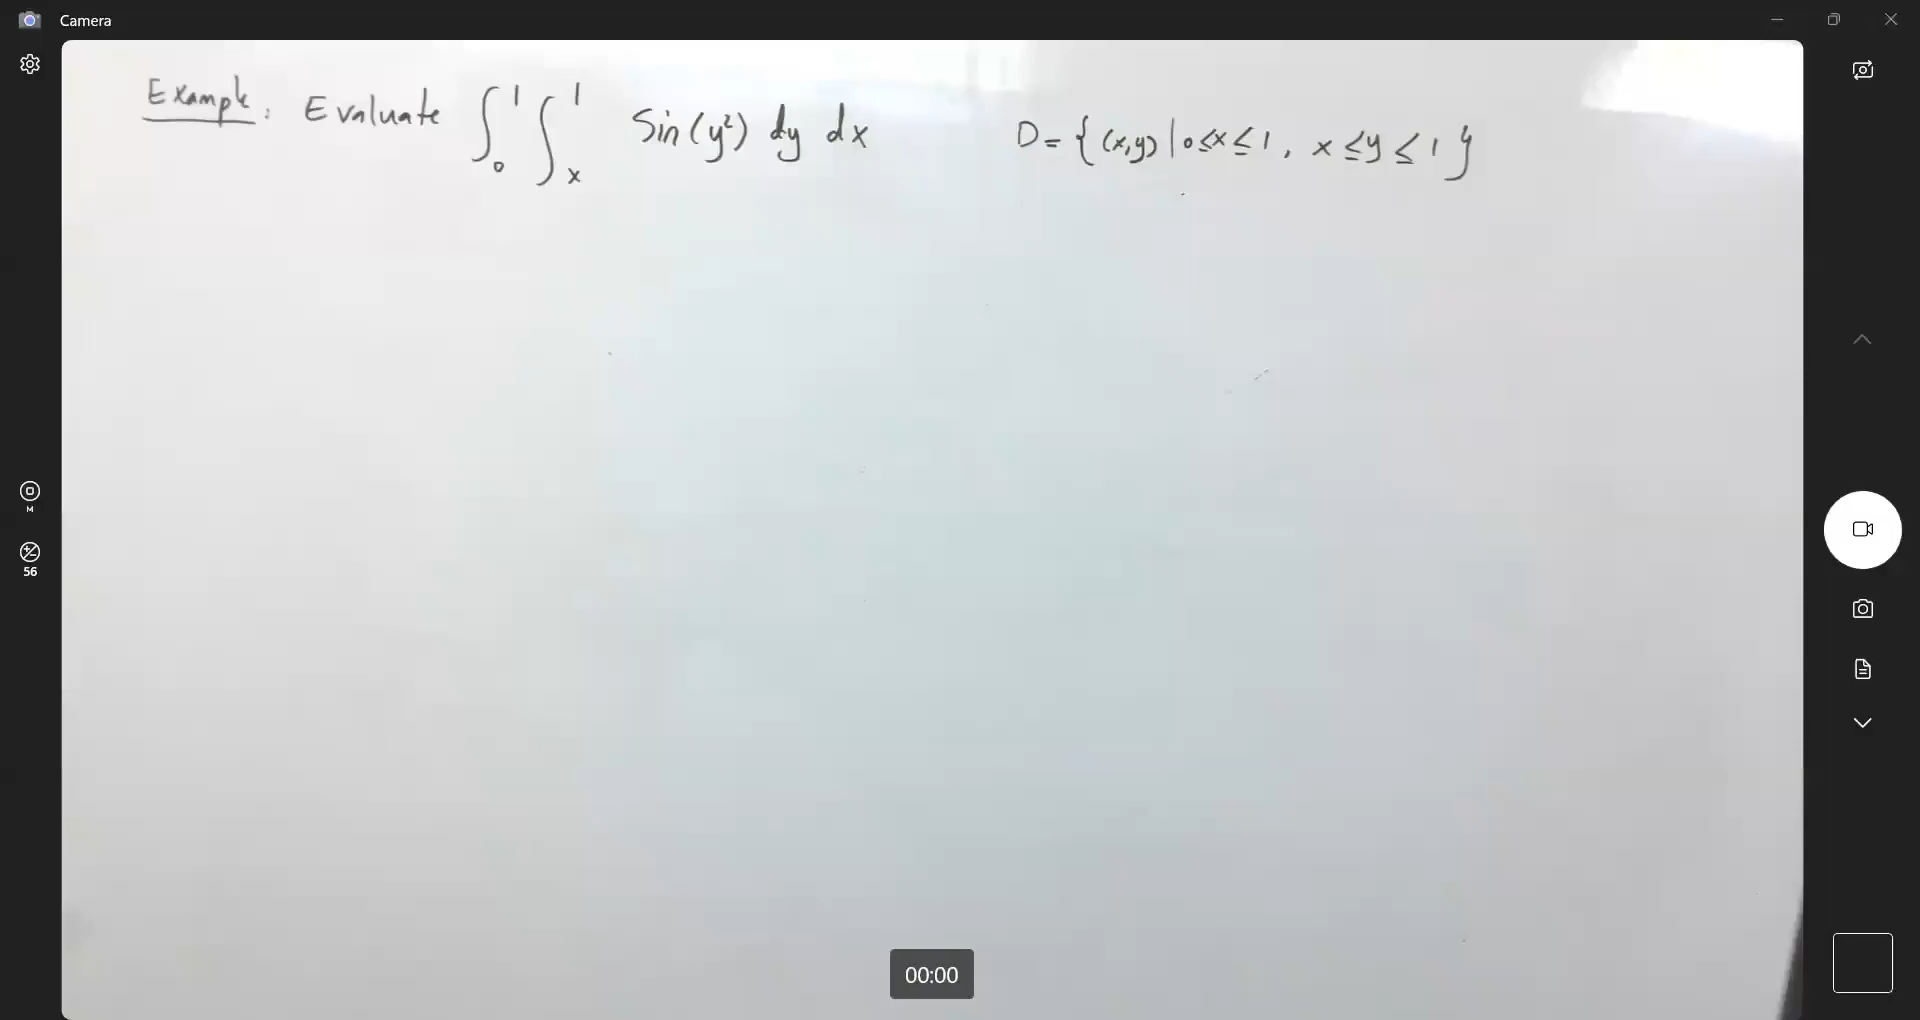 Camera
Example: Evaluate ∫₀¹ ∫ₓ¹ Sin(y²) dy dx D = {(x,y) | 0 ≤ x ≤ 1, x ≤ y ≤ 1}
M
56
00:00